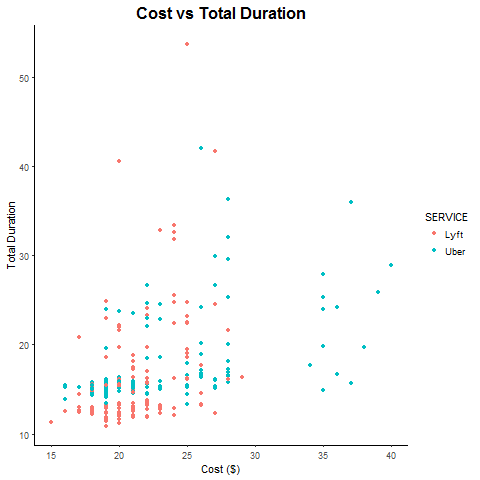 Cost vs Total Duration
50
40
30
20
10
Total Duration
15
20
25
30
35
40
Cost ($)
SERVICE
Lyft
Uber